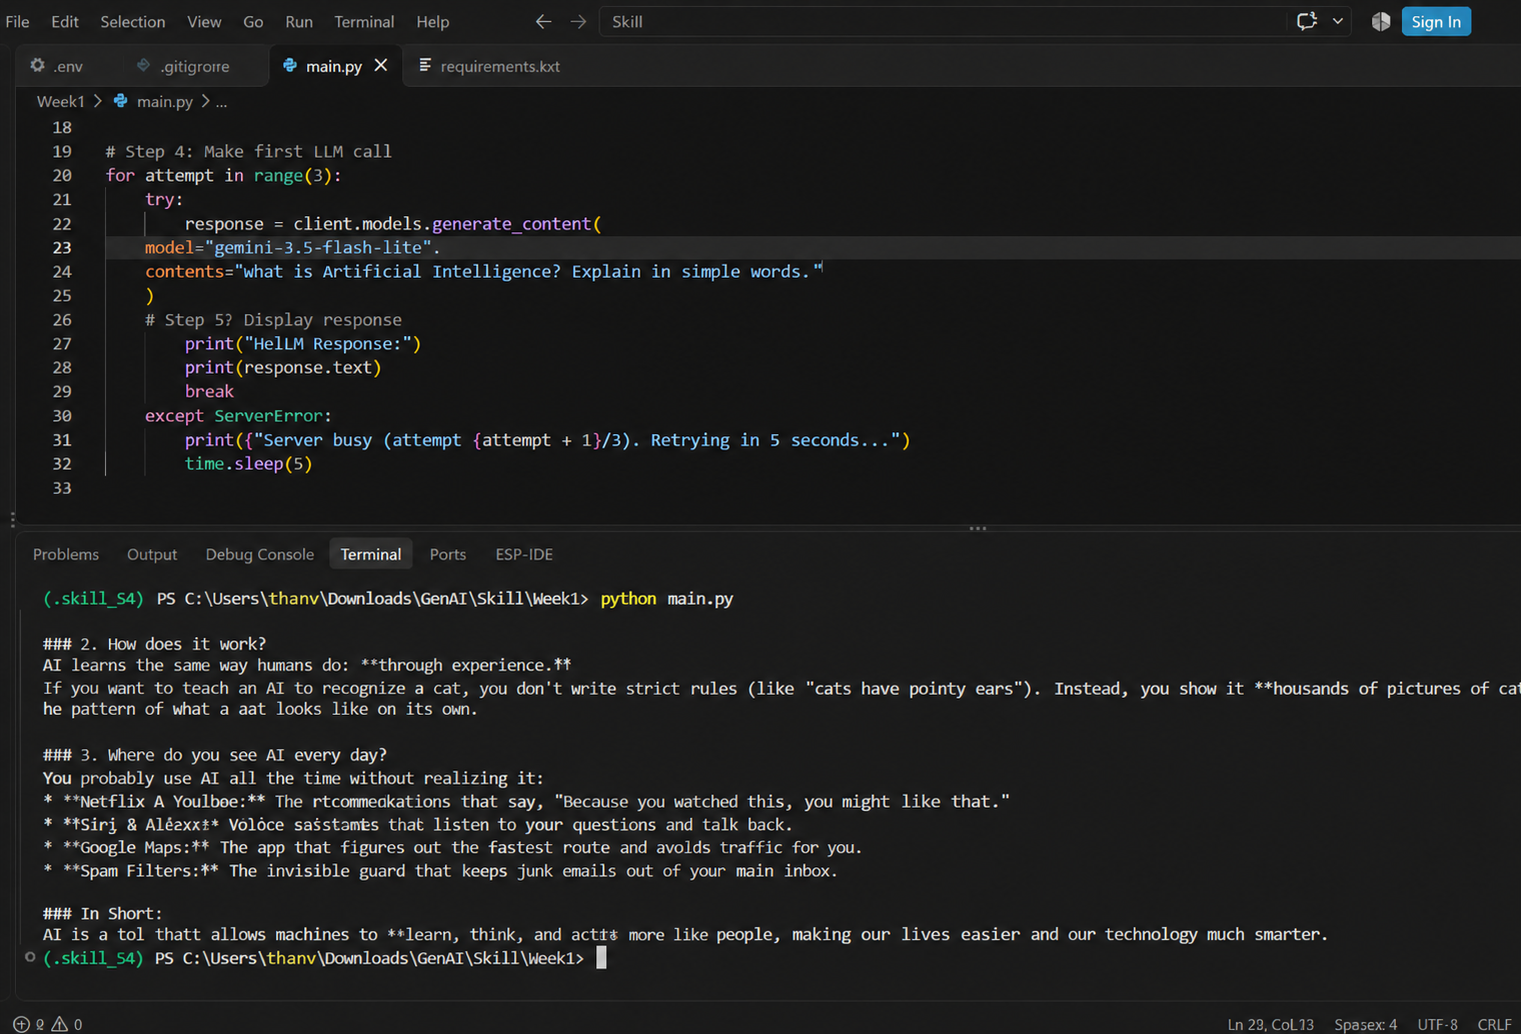 File Edit Selection View Go Run Terminal Help
Skill
Sign In
.env
.gitigrorre
main.py
requirements.kxt
Week1 > main.py > ...
18
19 # Step 4: Make first LLM call
20 for attempt in range(3):
21 try:
22 response = client.models.generate_content(
23 model="gemini-3.5-flash-lite".
24 contents="what is Artificial Intelligence? Explain in simple words."
25 )
26 # Step 5? Display response
27 print("HelLM Response:")
28 print(response.text)
29 break
30 except ServerError:
31 print({"Server busy (attempt {attempt + 1}/3). Retrying in 5 seconds...")
32 time.sleep(5)
33
Problems Output Debug Console Terminal Ports ESP-IDE
(.skill_S4) PS C:\Users\thanv\Downloads\GenAI\Skill\Week1> python main.py
### 2. How does it work?
AI learns the same way humans do: **through experience.**
If you want to teach an AI to recognize a cat, you don't write strict rules (like "cats have pointy ears"). Instead, you show it **housands of pictures of cat
he pattern of what a aat looks like on its own.
### 3. Where do you see AI every day?
You probably use AI all the time without realizing it:
* **Netflix A Youlboe:** The rtcommeʊkations that say, "Because you watched this, you might like that."
* **Sirj & that listen to your questions and talk back.
* **Google Maps:** The app that figures out the fastest route and avolds traffic for you.
* **Spam Filters:** The invisible guard that keeps junk emails out of your main inbox.
### In Short:
AI is a tol thatt allows machines to **learn, think, and more like people, making our lives easier and our technology much smarter.
(.skill_S4) PS C:\Users\thanv\Downloads\GenAI\Skill\Week1>
0
Ln 23, CoL13 Spasex: 4 UTF-8 CRLF